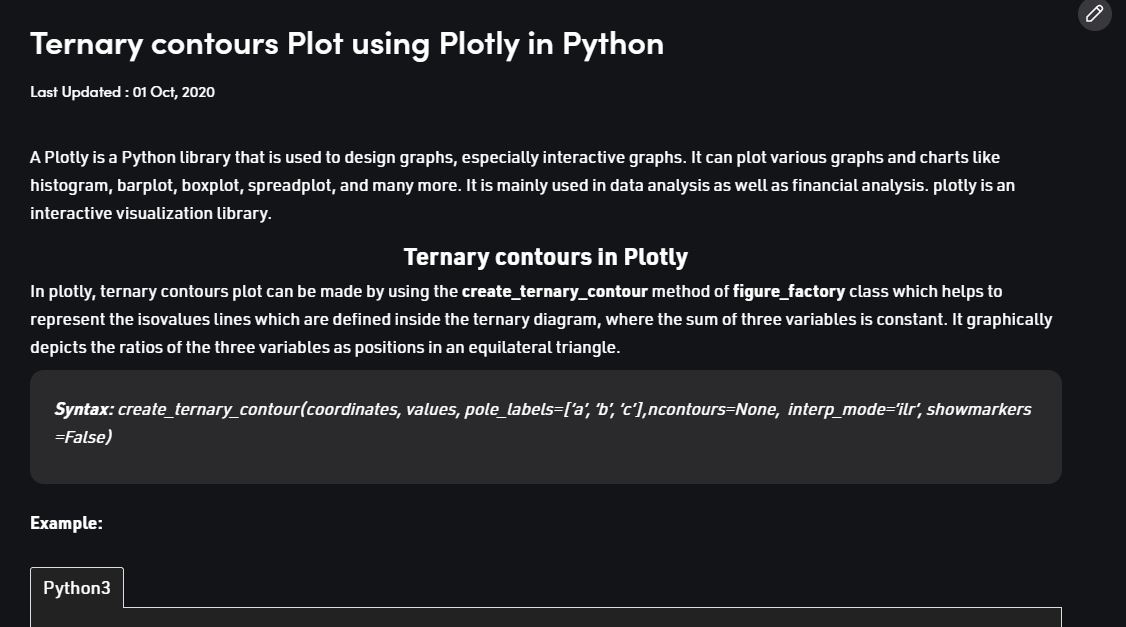 Ternary contours Plot using Plotly in Python
Last Updated : 01 Oct, 2020
A Plotly is a Python library that is used to design graphs, especially interactive graphs. It can plot various graphs and charts like
histogram, barplot, boxplot, spreadplot, and many more. It is mainly used in data analysis as well as financial analysis. plotly is an
interactive visualization library.
Ternary contours in Plotly
In plotly, ternary contours plot can be made by using the create_ternary_contour method of figure_factory class which helps to
represent the isovalues lines which are defined inside the ternary diagram, where the sum of three variables is constant. It graphically
depicts the ratios of the three variables as positions in an equilateral triangle.
Syntax: create_ternary_contour(coordinates, values, pole_labels=['a', 'b', 'c'],ncontours=None,  interp_mode='ilr', showmarkers
=False)
Example:
Python3